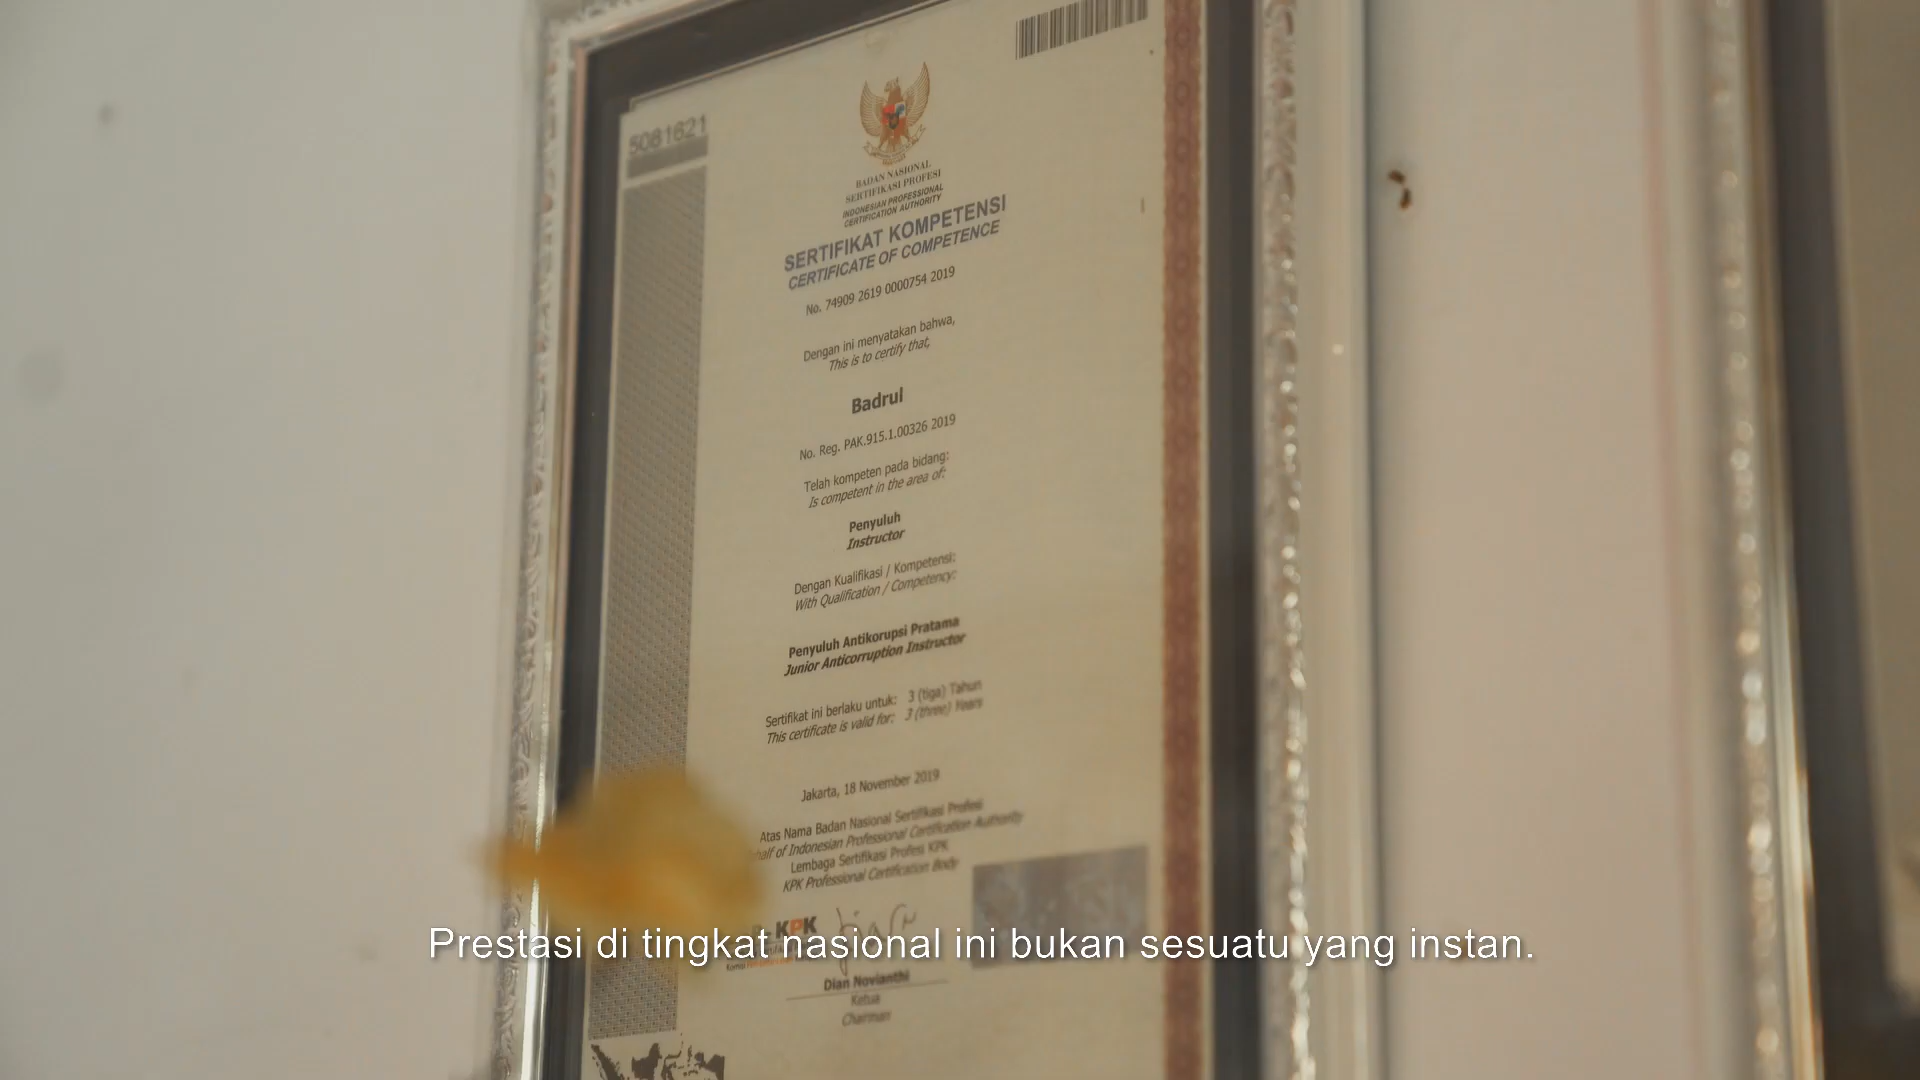 5081621
BADAN NASIONAL
SERTIFIKASI PROFESI
INDONESIAN PROFESSIONAL
CERTIFICATION AUTHORITY
SERTIFIKAT KOMPETENSI
CERTIFICATE OF COMPETENCE
No. 74909 2619 0000754 2019
Dengan ini menyatakan bahwa,
This is to certify that,
Badrul
No. Reg. PAK.915.1.00326 2019
Telah kompeten pada bidang:
Is competent in the area of:
Penyuluh
Instructor
Dengan Kualifikasi / Kompetensi:
With Qualification / Competency:
Penyuluh Antikorupsi Pratama
Junior Anticorruption Instructor
Sertifikat ini berlaku untuk: 3 (tiga) Tahun
This certificate is valid for: 3 (three) Years
Jakarta, 18 November 2019
Atas Nama Badan Nasional Sertifikasi Profesi
half of Indonesian Professional Certification Authority
Lembaga Sertifikasi Profesi KPK
KPK Professional Certification Body
KPK
Prestasi di tingkat nasional ini bukan sesuatu yang instan.
Dian Novianthi
Ketua
Chairman